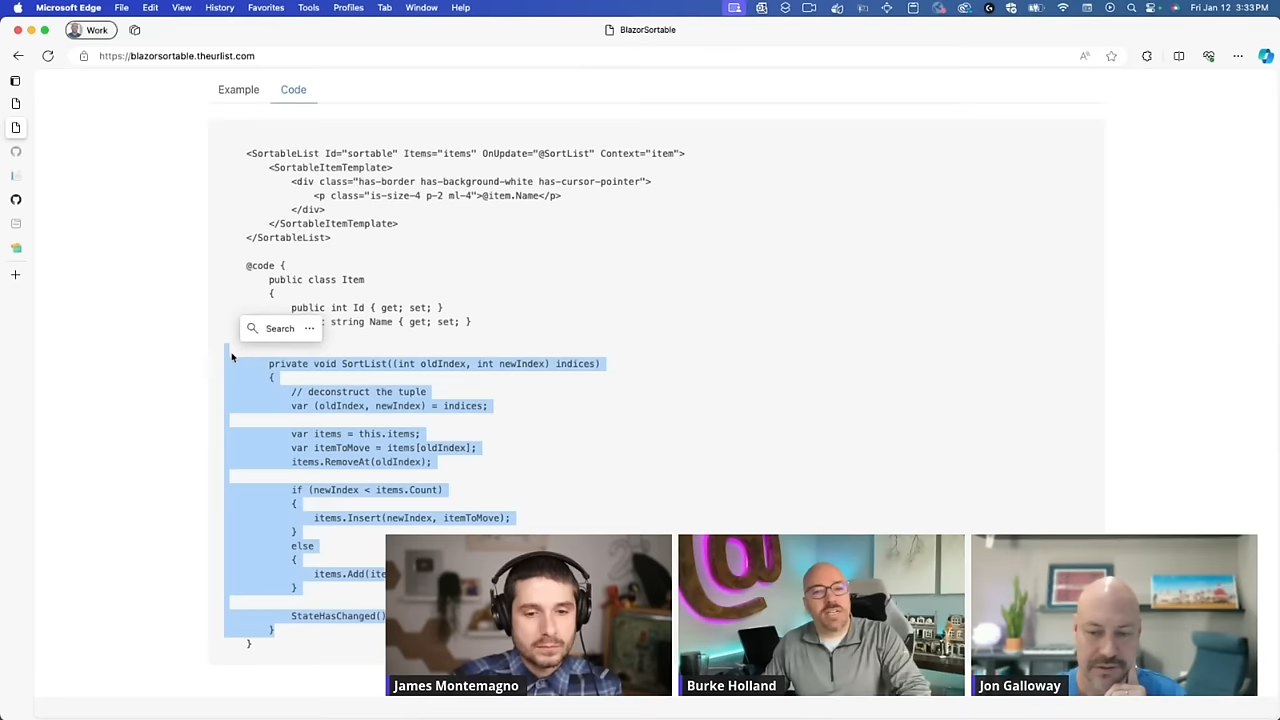 Microsoft Edge File Edit View History Favorites Tools Profiles Tab Window Help Fri Jan 12 3:33 PM
Work
BlazorSortable
https://blazorsortable.theurlist.com
Example Code
<SortableList Id="sortable" Items="items" OnUpdate="@SortList" Context="item">
<SortableItemTemplate>
<div class="has-border has-background-white has-cursor-pointer">
<p class="is-size-4 p-2 ml-4">@item.Name</p>
</div>
</SortableItemTemplate>
</SortableList>
@code {
public class Item
{
public int Id { get; set; }
string Name { get; set; }
Search
private void SortList((int oldIndex, int newIndex) indices)
{
// deconstruct the tuple
var (oldIndex, newIndex) = indices;
var items = this.items;
var itemToMove = items[oldIndex];
items.RemoveAt(oldIndex);
if (newIndex < items.Count)
{
items.Insert(newIndex, itemToMove);
}
else
{
items.Add(ite
}
StateHasChanged()
}
}
James Montemagno
Burke Holland
Jon Galloway